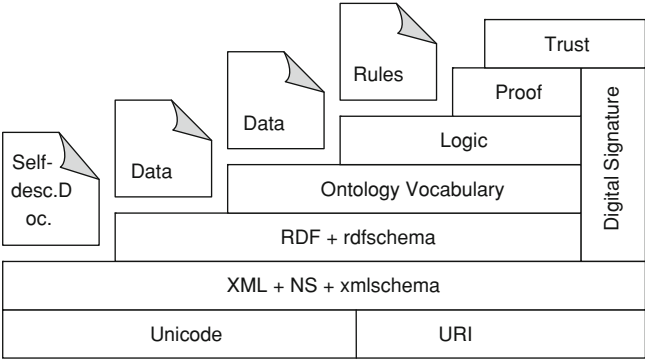 Trust
Rules
Proof
Data
Logic
Self-
desc.D
oc.
Data
Ontology Vocabulary
Digital Signature
RDF + rdfschema
XML + NS + xmlschema
Unicode
URI